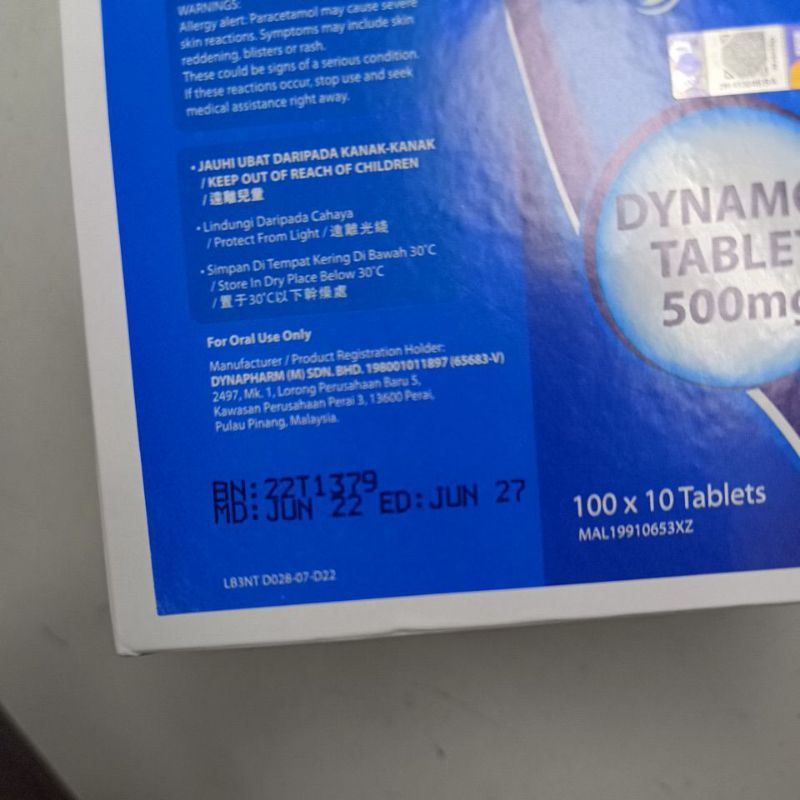 WARNINGS:
Allergy alert: Paracetamol may cause severe
skin reactions. Symptoms may include skin
reddening, blisters or rash.
These could be signs of a serious condition.
If these reactions occur, stop use and seek
medical assistance right away.
• JAUHI UBAT DARIPADA KANAK-KANAK
/ KEEP OUT OF REACH OF CHILDREN
/ 遠離兒童
• Lindungi Daripada Cahaya
/ Protect From Light / 遠離光綫
• Simpan Di Tempat Kering Di Bawah 30°C
/ Store In Dry Place Below 30°C
/ 置于30°C以下幹燥處
For Oral Use Only
Manufacturer / Product Registration Holder:
DYNAPHARM (M) SDN. BHD. 198001011897 (65683-V)
2497, Mk. 1, Lorong Perusahaan Baru 5,
Kawasan Perusahaan Perai 3, 13600 Perai,
Pulau Pinang, Malaysia.
BN:22T1379
MD:JUN 22 ED:JUN 27
LB3NT D028-07-D22
DYNAMO
TABLET
500mg
100 x 10 Tablets
MAL19910653XZ